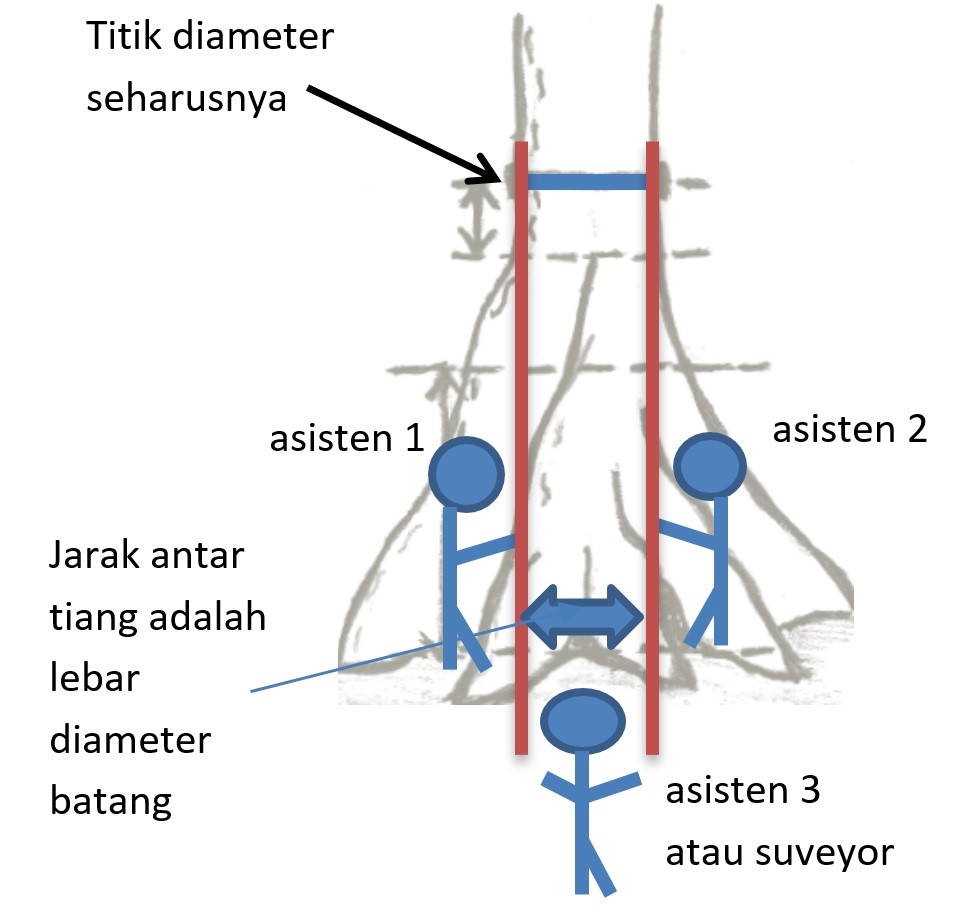 Titik diameter
seharusnya
asisten 1
asisten 2
Jarak antar
tiang adalah
lebar
diameter
batang
asisten 3
atau suveyor